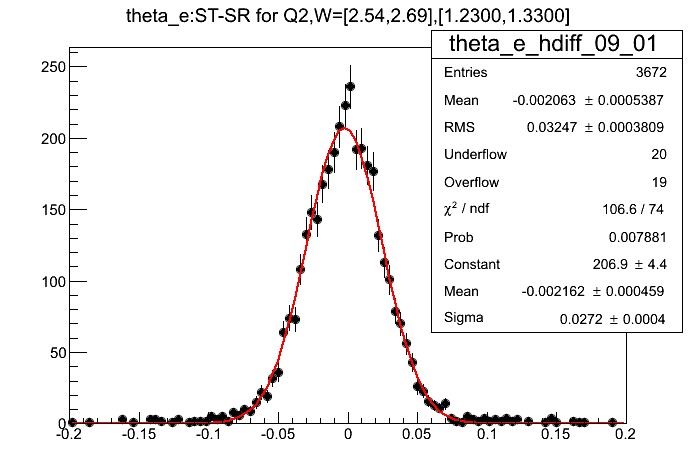 theta_e:ST-SR for Q2,W=[2.54,2.69],[1.2300,1.3300]
theta_e_hdiff_09_01
Entries 3672
Mean -0.002063 ± 0.0005387
RMS 0.03247 ± 0.0003809
Underflow 20
Overflow 19
χ² / ndf 106.6 / 74
Prob 0.007881
Constant 206.9 ± 4.4
Mean -0.002162 ± 0.000459
Sigma 0.0272 ± 0.0004
250
200
150
100
50
0
-0.2 -0.15 -0.1 -0.05 0 0.05 0.1 0.15 0.2